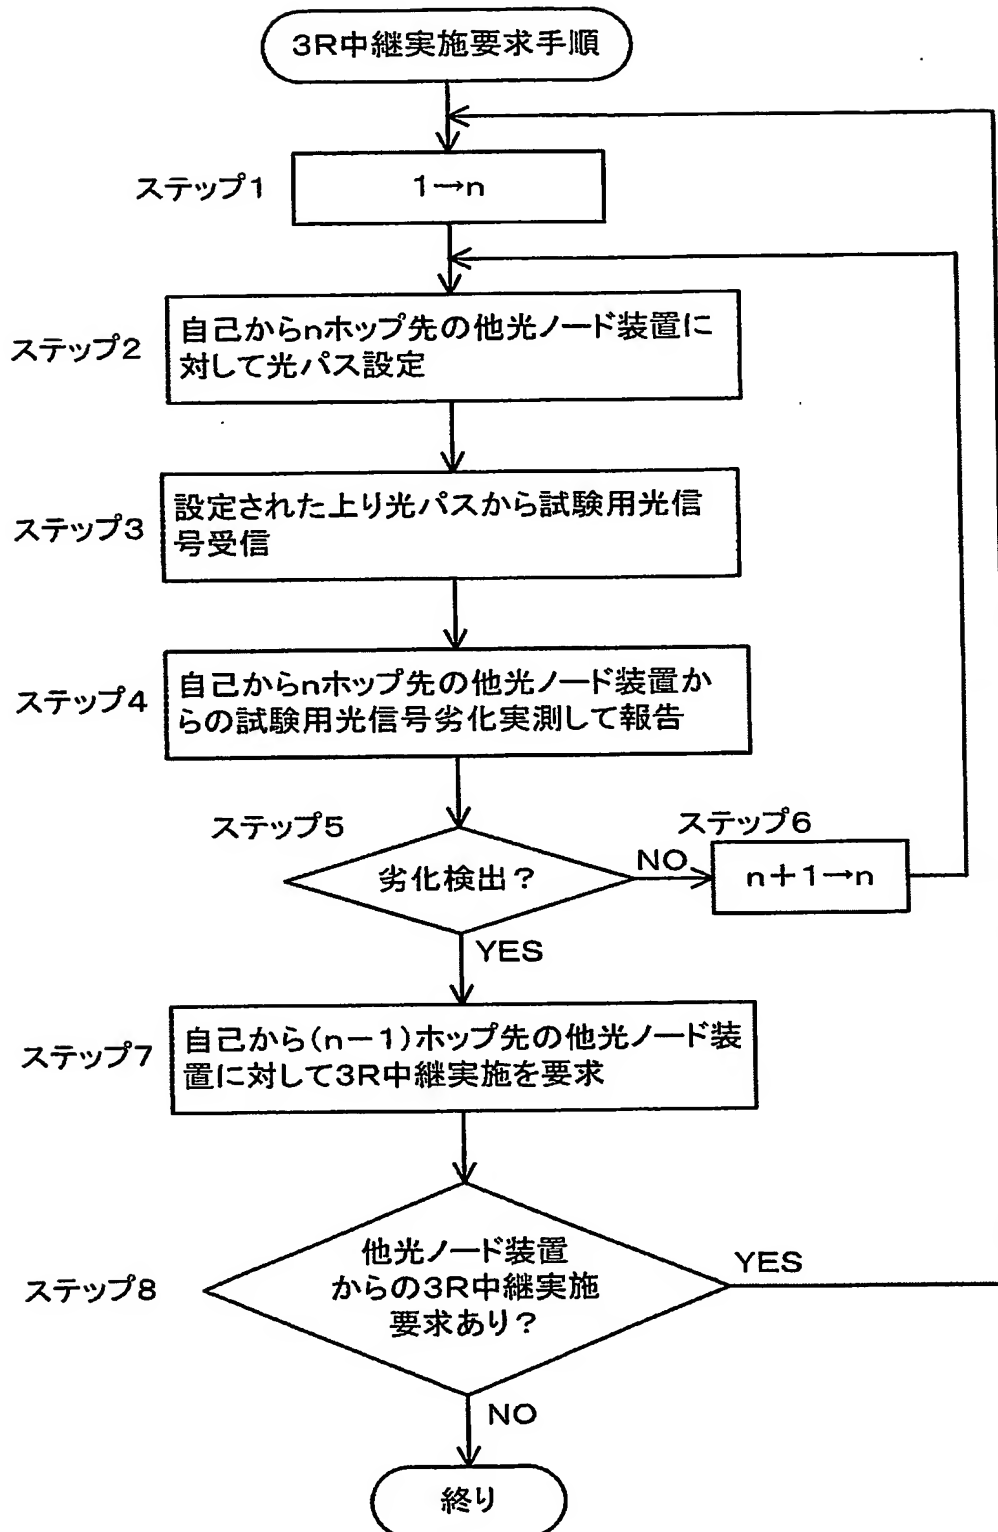 3R中継実施要求手順
ステップ1
1→n
ステップ2
自己からnホップ先の他光ノード装置に
対して光パス設定
ステップ3
設定された上り光パスから試験用光信
号受信
ステップ4
自己からnホップ先の他光ノード装置か
らの試験用光信号劣化実測して報告
ステップ5
劣化検出?
NO
ステップ6
n+1→n
YES
ステップ7
自己から(n-1)ホップ先の他光ノード装
置に対して3R中継実施を要求
ステップ8
他光ノード装置
からの3R中継実施
要求あり?
YES
NO
終り